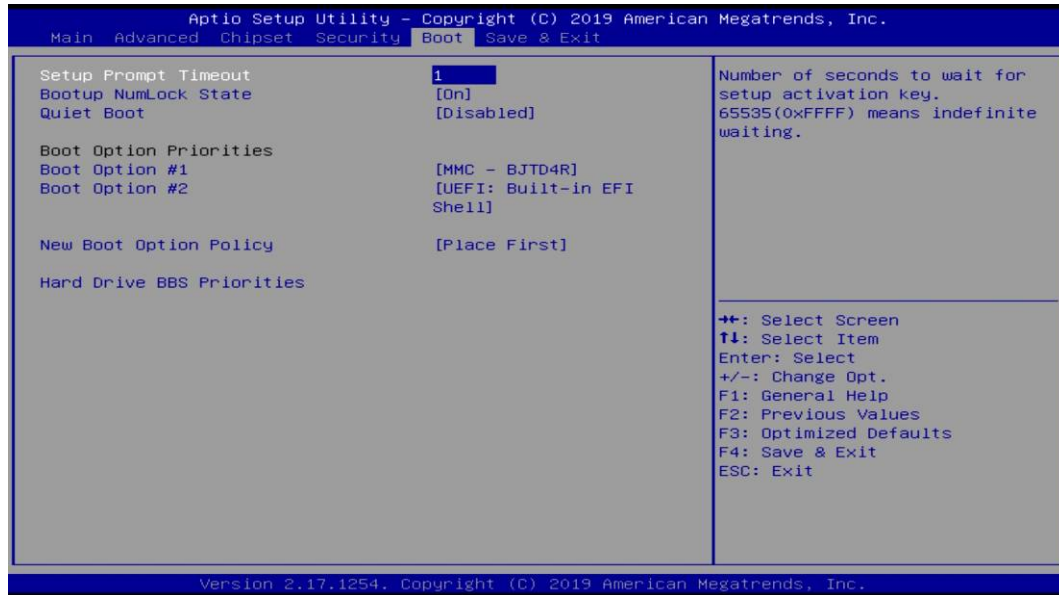 Aptio Setup Utility – Copyright (C) 2019 American Megatrends, Inc.
Main Advanced Chipset Security Boot Save & Exit
Setup Prompt Timeout 1
Bootup NumLock State [On]
Quiet Boot [Disabled]
Boot Option Priorities
Boot Option #1 [MMC - BJTD4R]
Boot Option #2 [UEFI: Built-in EFI
Shell]
New Boot Option Policy [Place First]
Hard Drive BBS Priorities
Number of seconds to wait for
setup activation key.
65535(0xFFFF) means indefinite
waiting.
→←: Select Screen
↑↓: Select Item
Enter: Select
+/-: Change Opt.
F1: General Help
F2: Previous Values
F3: Optimized Defaults
F4: Save & Exit
ESC: Exit
Version 2.17.1254. Copyright (C) 2019 American Megatrends, Inc.